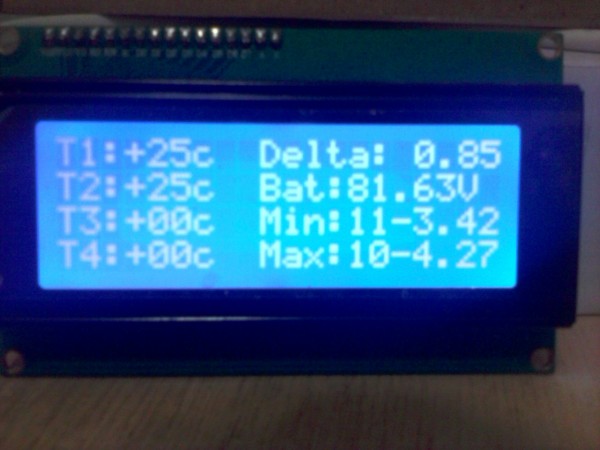 T1:+25c  Delta: 0.85
T2:+25c  Bat:81.63V
T3:+00c  Min:11-3.42
T4:+00c  Max:10-4.27